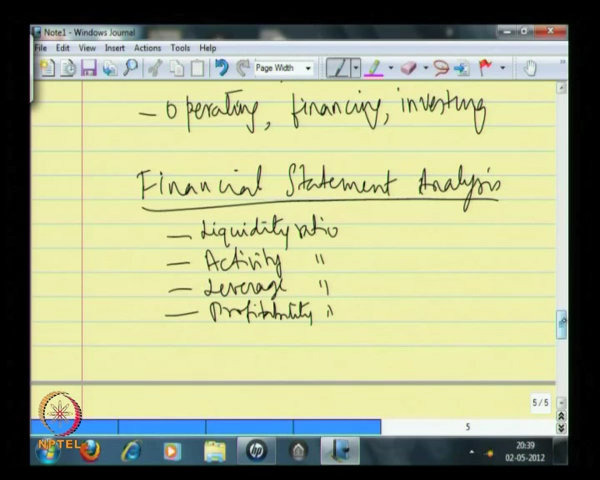 Note1 - Windows Journal
File Edit View Insert Actions Tools Help
Page Width
- Operating, financing, investing
Financial Statement Analysis
- Liquidity ratio
- Activity "
- Leverage "
- Profitability "
5 / 5
5
NPTEL
hp
20:39
02-05-2012